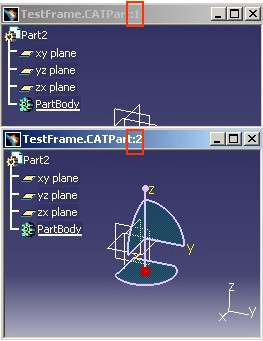 TestFrame.CATPart:1
Part2
xy plane
yz plane
zx plane
PartBody
TestFrame.CATPart:2
Part2
xy plane
yz plane
zx plane
PartBody
z
y
z
x
y